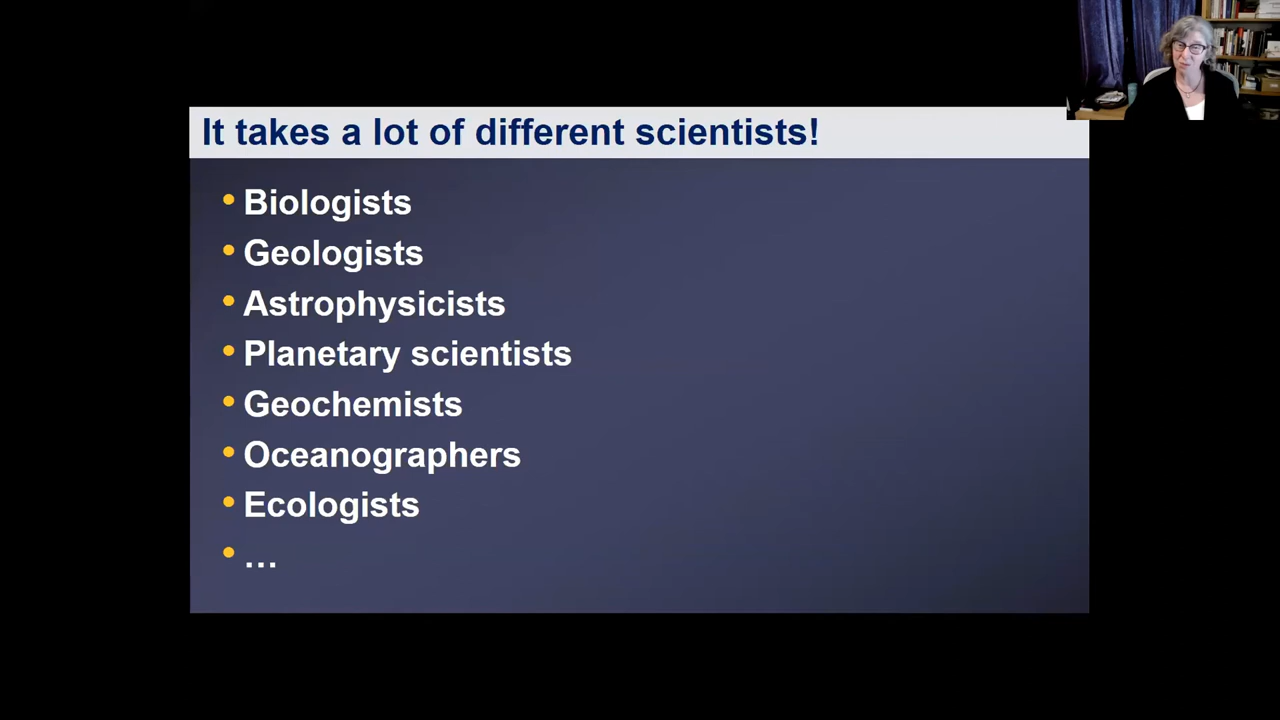 It takes a lot of different scientists!
• Biologists
• Geologists
• Astrophysicists
• Planetary scientists
• Geochemists
• Oceanographers
• Ecologists
• …